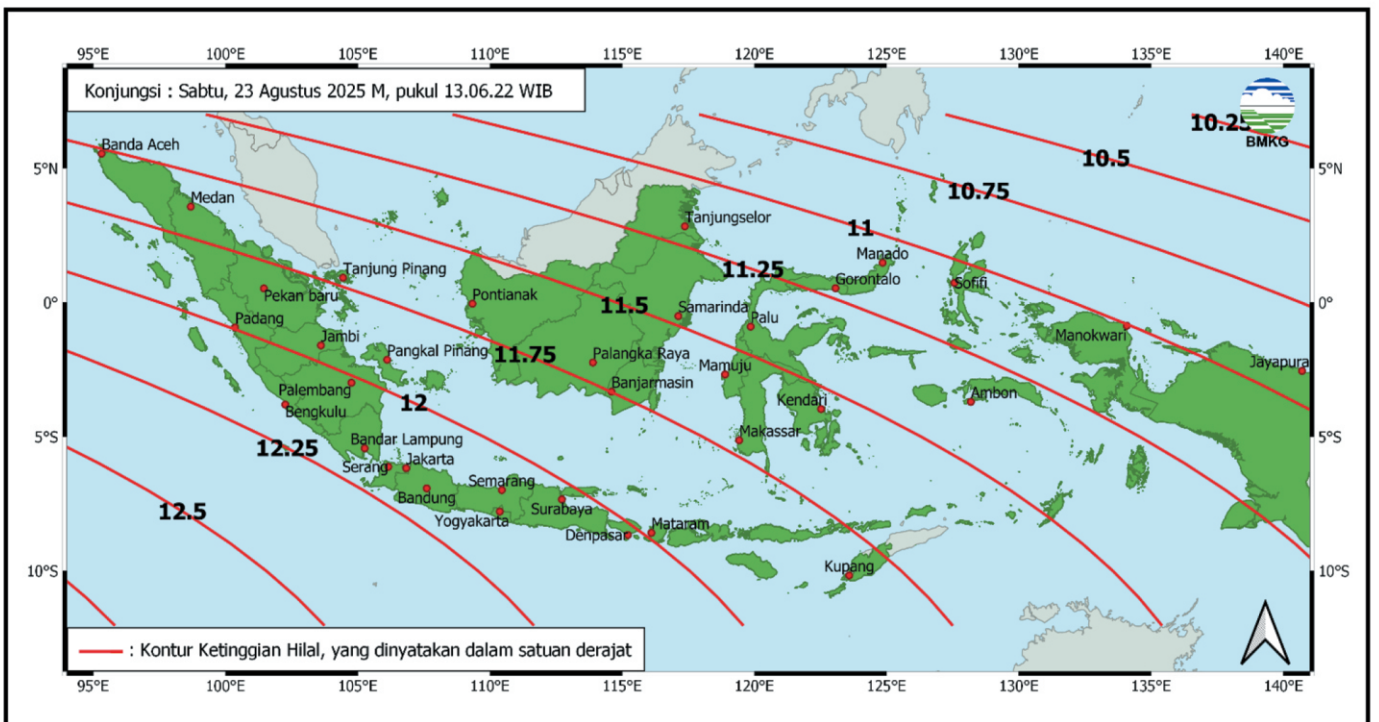 95°E 100°E 105°E 110°E 115°E 120°E 125°E 130°E 135°E 140°E
Konjungsi : Sabtu, 23 Agustus 2025 M, pukul 13.06.22 WIB
10.25
BMKG
Banda Aceh
10.5
5°N 5°N
10.75
Medan
Tanjungselor
11
Manado
Tanjung Pinang
11.25
Gorontalo
Sofifi
Pekan baru
Pontianak
11.5
0° 0°
Samarinda
Padang
Palu
Jambi
Manokwari
Pangkal Pinang
11.75
Palangka Raya
Mamuju
Jayapura
Palembang
Banjarmasin
Bengkulu
12
Kendari
Ambon
Makassar
5°S 5°S
12.25
Bandar Lampung
Serang
Jakarta
Bandung
Semarang
12.5
Yogyakarta
Surabaya
Denpasar
Mataram
Kupang
10°S 10°S
: Kontur Ketinggian Hilal, yang dinyatakan dalam satuan derajat
95°E 100°E 105°E 110°E 115°E 120°E 125°E 130°E 135°E 140°E